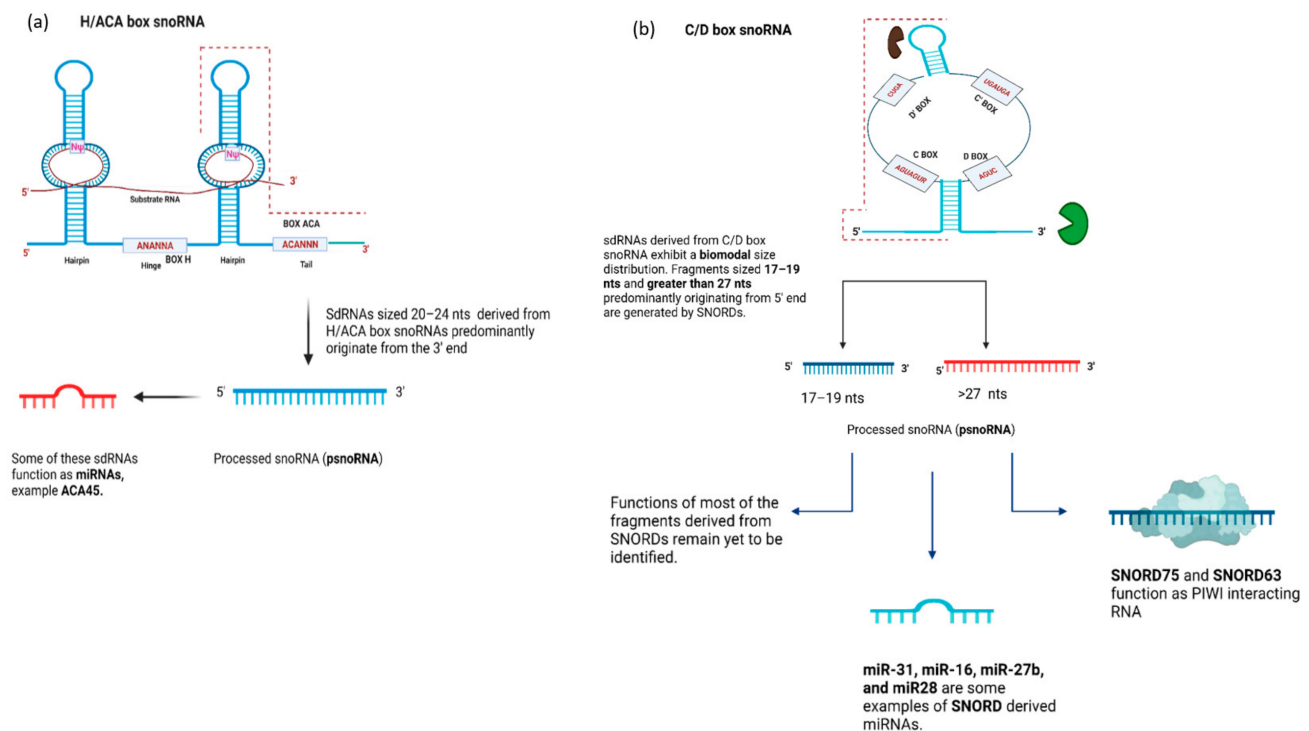 (a)
H/ACA box snoRNA
Nψ
Nψ
5'
3'
Substrate RNA
BOX ACA
ANANNA
ACANNN
5'
3'
Hairpin
Hinge
BOX H
Hairpin
Tail
SdRNAs sized 20–24 nts derived from
H/ACA box snoRNAs predominantly
originate from the 3' end
5'
3'
Some of these sdRNAs
function as miRNAs,
example ACA45.
Processed snoRNA (psnoRNA)
(b)
C/D box snoRNA
CUGA
UGAUGA
D' BOX
C' BOX
C BOX
D BOX
AGUAGUR
AGUC
5'
3'
sdRNAs derived from C/D box
snoRNA exhibit a biomodal size
distribution. Fragments sized 17–19
nts and greater than 27 nts
predominantly originating from 5' end
are generated by SNORDs.
5'
3'
5'
3'
17–19 nts
>27 nts
Processed snoRNA (psnoRNA)
Functions of most of the
fragments derived from
SNORDs remain yet to be
identified.
SNORD75 and SNORD63
function as PIWI interacting
RNA
miR-31, miR-16, miR-27b,
and miR28 are some
examples of SNORD derived
miRNAs.